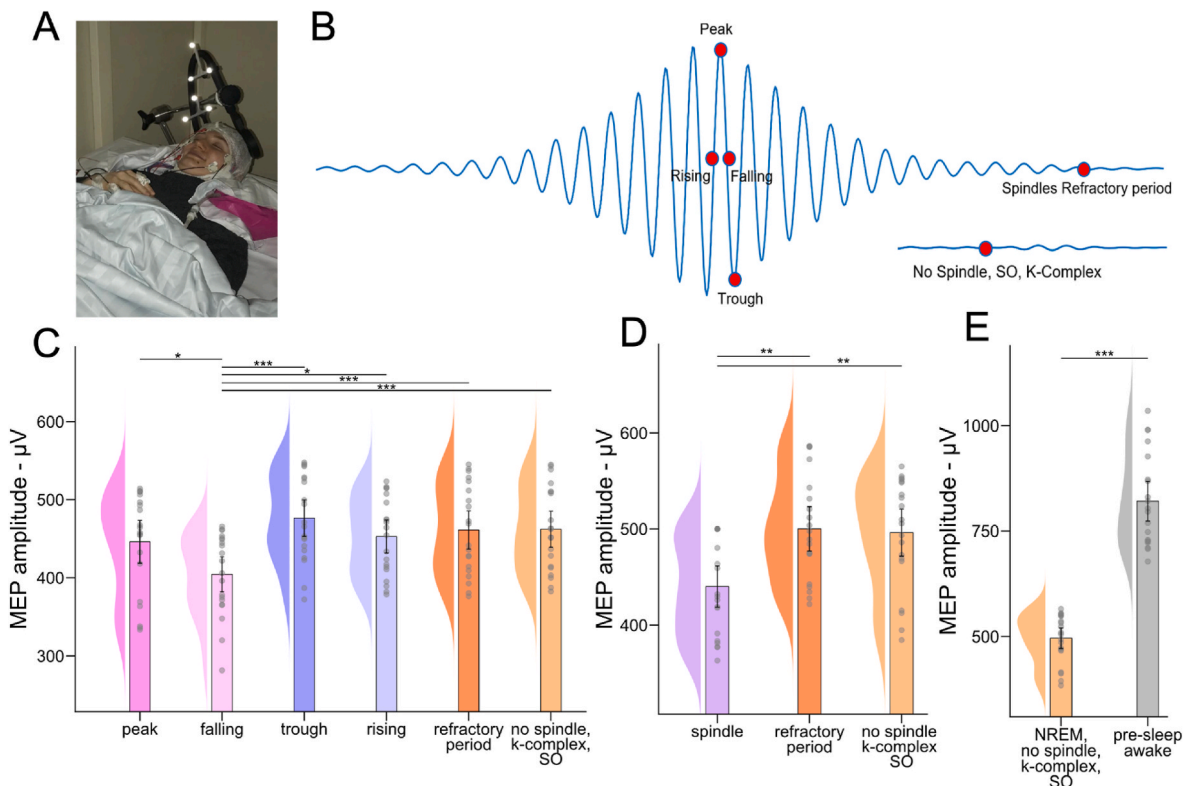 A
B
Peak
Rising
Falling
Spindles Refractory period
No Spindle, SO, K-Complex
Trough
C
MEP amplitude - µV
600
500
400
300
*
***
*
***
***
peak
falling
trough
rising
refractory
period
no spindle,
k-complex,
SO
D
MEP amplitude - µV
600
500
400
**
**
spindle
refractory
period
no spindle
k-complex
SO
E
MEP amplitude - µV
1000
750
500
***
NREM,
no spindle,
k-complex,
SO
pre-sleep
awake